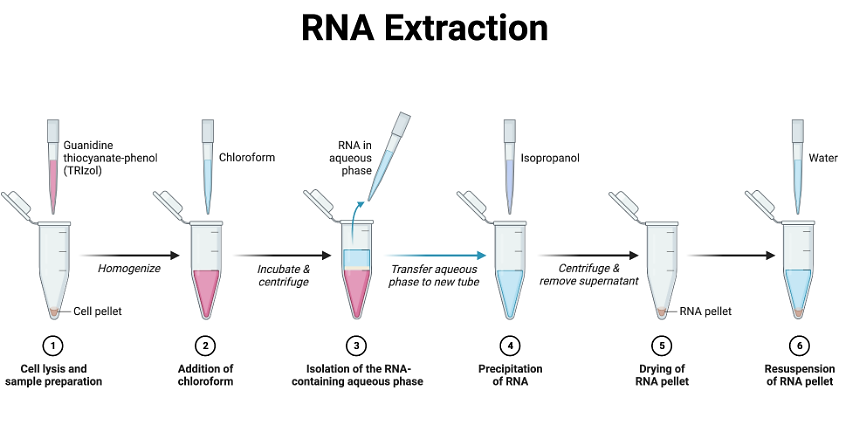 RNA Extraction
Guanidine
thiocyanate-phenol
(TRIzol)
Chloroform
RNA in
aqueous
phase
Isopropanol
Water
Homogenize
Incubate &
centrifuge
Transfer aqueous
phase to new tube
Centrifuge &
remove supernatant
Cell pellet
RNA pellet
1
Cell lysis and
sample preparation
2
Addition of
chloroform
3
Isolation of the RNA-
containing aqueous phase
4
Precipitation
of RNA
5
Drying of
RNA pellet
6
Resuspension
of RNA pellet